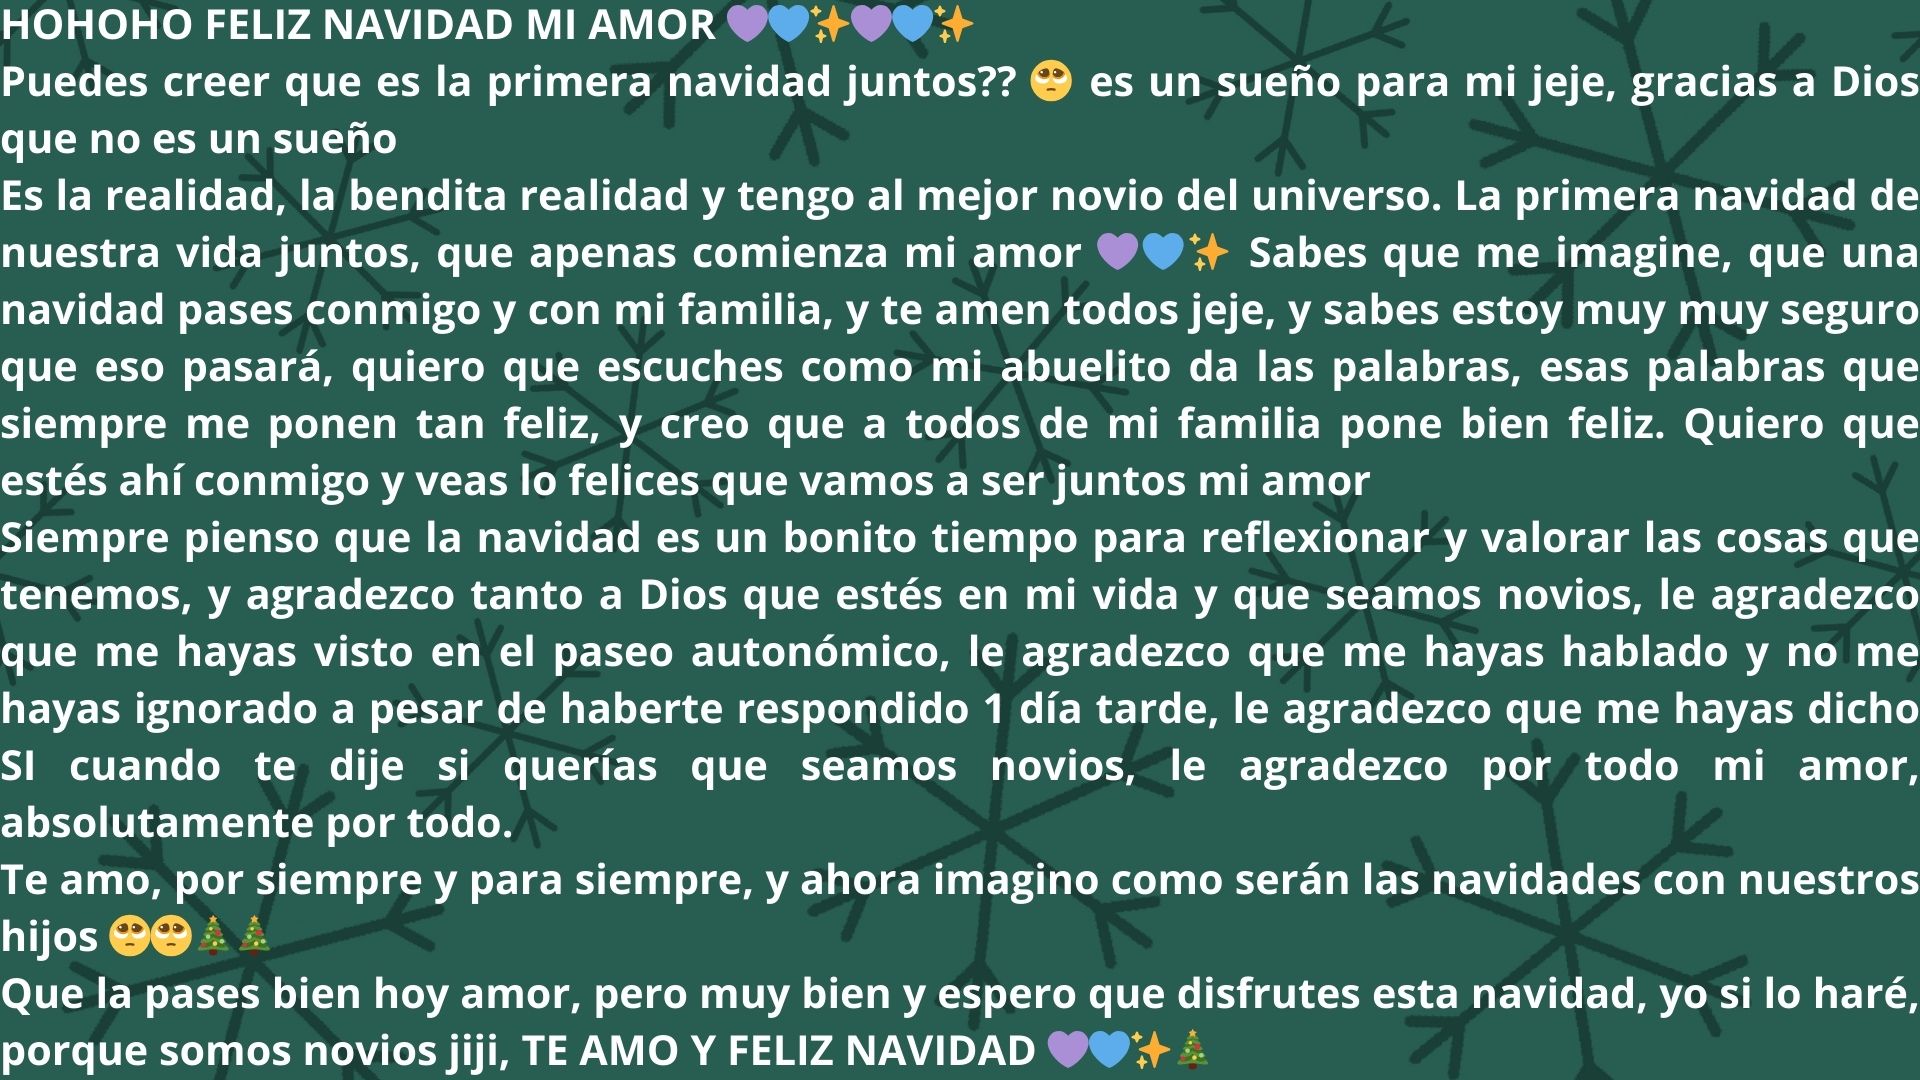 HOHOHO FELIZ NAVIDAD MI AMOR 💜💙✨💜💙✨
Puedes creer que es la primera navidad juntos?? 🥺 es un sueño para mi jeje, gracias a Dios
que no es un sueño
Es la realidad, la bendita realidad y tengo al mejor novio del universo. La primera navidad de
nuestra vida juntos, que apenas comienza mi amor 💜💙✨ Sabes que me imagine, que una
navidad pases conmigo y con mi familia, y te amen todos jeje, y sabes estoy muy muy seguro
que eso pasará, quiero que escuches como mi abuelito da las palabras, esas palabras que
siempre me ponen tan feliz, y creo que a todos de mi familia pone bien feliz. Quiero que
estés ahí conmigo y veas lo felices que vamos a ser juntos mi amor
Siempre pienso que la navidad es un bonito tiempo para reflexionar y valorar las cosas que
tenemos, y agradezco tanto a Dios que estés en mi vida y que seamos novios, le agradezco
que me hayas visto en el paseo autonómico, le agradezco que me hayas hablado y no me
hayas ignorado a pesar de haberte respondido 1 día tarde, le agradezco que me hayas dicho
SI cuando te dije si querías que seamos novios, le agradezco por todo mi amor,
absolutamente por todo.
Te amo, por siempre y para siempre, y ahora imagino como serán las navidades con nuestros
hijos 🥺🥺🎄🎄
Que la pases bien hoy amor, pero muy bien y espero que disfrutes esta navidad, yo si lo haré,
porque somos novios jiji, TE AMO Y FELIZ NAVIDAD 💜💙✨🎄